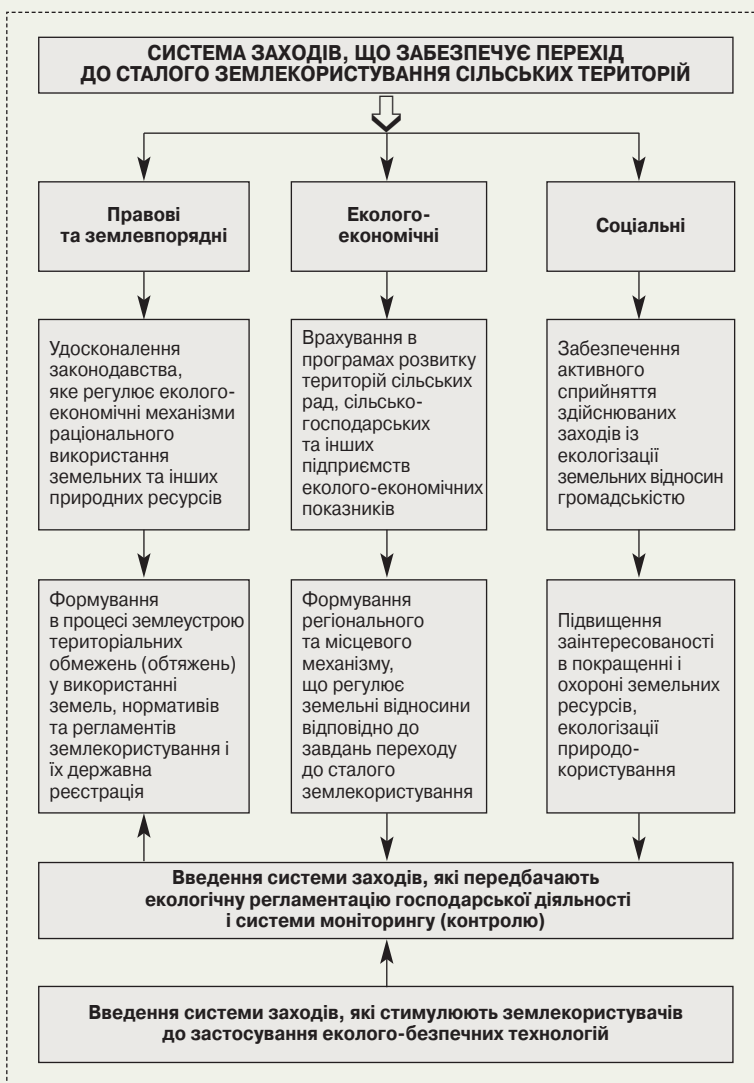 СИСТЕМА ЗАХОДІВ, ЩО ЗАБЕЗПЕЧУЄ ПЕРЕХІД
ДО СТАЛОГО ЗЕМЛЕКОРИСТУВАННЯ СІЛЬСЬКИХ ТЕРИТОРІЙ
Правові
та землевпорядні
Еколого-
економічні
Соціальні
Удосконалення
законодавства,
яке регулює еколого-
економічні механізми
раціонального
використання
земельних та інших
природних ресурсів
Врахування в
програмах розвитку
територій сільських
рад, сільсько-
господарських
та інших
підприємств
еколого-економічних
показників
Забезпечення
активного
сприйняття
здійснюваних
заходів із
екологізації
земельних відносин
громадськістю
Формування
в процесі землеустрою
територіальних
обмежень (обтяжень)
у використанні
земель, нормативів
та регламентів
землекористування і
їх державна
реєстрація
Формування
регіонального
та місцевого
механізму,
що регулює
земельні відносини
відповідно до
завдань переходу
до сталого
землекористування
Підвищення
заінтересованості
в покращенні і
охороні земельних
ресурсів,
екологізації
природо-
користування
Введення системи заходів, які передбачають
екологічну регламентацію господарської діяльності
і системи моніторингу (контролю)
Введення системи заходів, які стимулюють землекористувачів
до застосування еколого-безпечних технологій